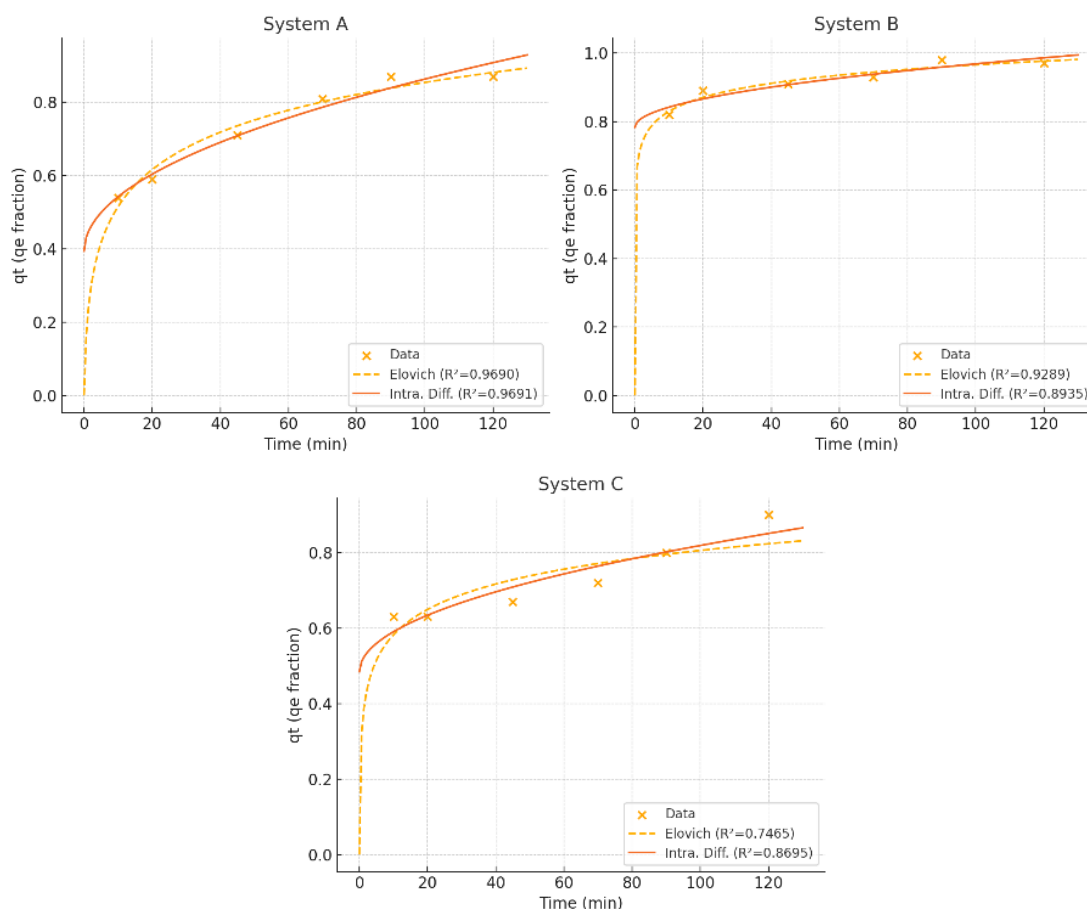 System A
qt (qe fraction)
0.8
0.6
0.4
0.2
0.0
Data
Elovich (R²=0.9690)
Intra. Diff. (R²=0.9691)
0 20 40 60 80 100 120
Time (min)
System B
qt (qe fraction)
1.0
0.8
0.6
0.4
0.2
0.0
Data
Elovich (R²=0.9289)
Intra. Diff. (R²=0.8935)
0 20 40 60 80 100 120
Time (min)
System C
qt (qe fraction)
0.8
0.6
0.4
0.2
0.0
Data
Elovich (R²=0.7465)
Intra. Diff. (R²=0.8695)
0 20 40 60 80 100 120
Time (min)